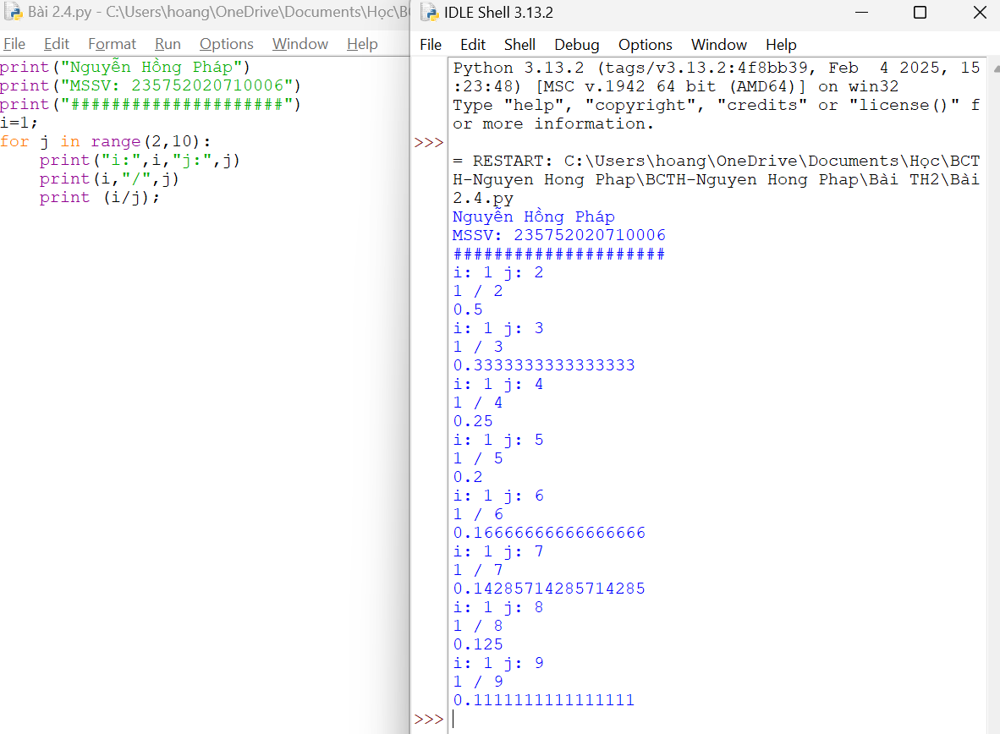 Bài 2.4.py - C:\Users\hoang\OneDrive\Documents\Học\B
File Edit Format Run Options Window Help
print("Nguyễn Hồng Pháp")
print("MSSV: 235752020710006")
print("#####################")
i=1;
for j in range(2,10):
    print("i:",i,"j:",j)
    print(i,"/",j)
    print (i/j);
IDLE Shell 3.13.2
File Edit Shell Debug Options Window Help
Python 3.13.2 (tags/v3.13.2:4f8bb39, Feb  4 2025, 15
:23:48) [MSC v.1942 64 bit (AMD64)] on win32
Type "help", "copyright", "credits" or "license()" f
or more information.
>>>
= RESTART: C:\Users\hoang\OneDrive\Documents\Học\BCT
H-Nguyen Hong Phap\BCTH-Nguyen Hong Phap\Bài TH2\Bài
2.4.py
Nguyễn Hồng Pháp
MSSV: 235752020710006
#####################
i: 1 j: 2
1 / 2
0.5
i: 1 j: 3
1 / 3
0.3333333333333333
i: 1 j: 4
1 / 4
0.25
i: 1 j: 5
1 / 5
0.2
i: 1 j: 6
1 / 6
0.16666666666666666
i: 1 j: 7
1 / 7
0.14285714285714285
i: 1 j: 8
1 / 8
0.125
i: 1 j: 9
1 / 9
0.1111111111111111
>>>